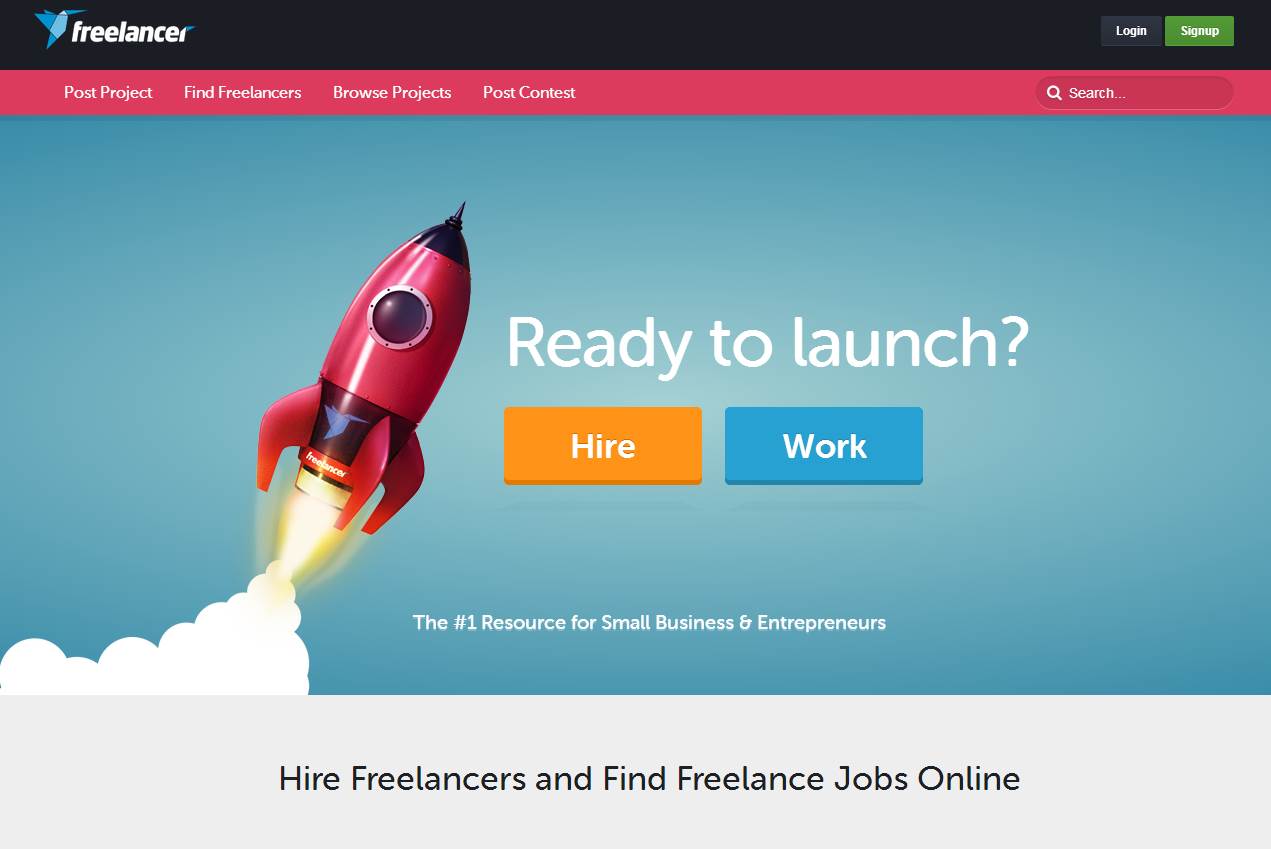 freelancer
Login
Signup
Post Project
Find Freelancers
Browse Projects
Post Contest
Search...
Ready to launch?
Hire
Work
freelancer
The #1 Resource for Small Business & Entrepreneurs
Hire Freelancers and Find Freelance Jobs Online